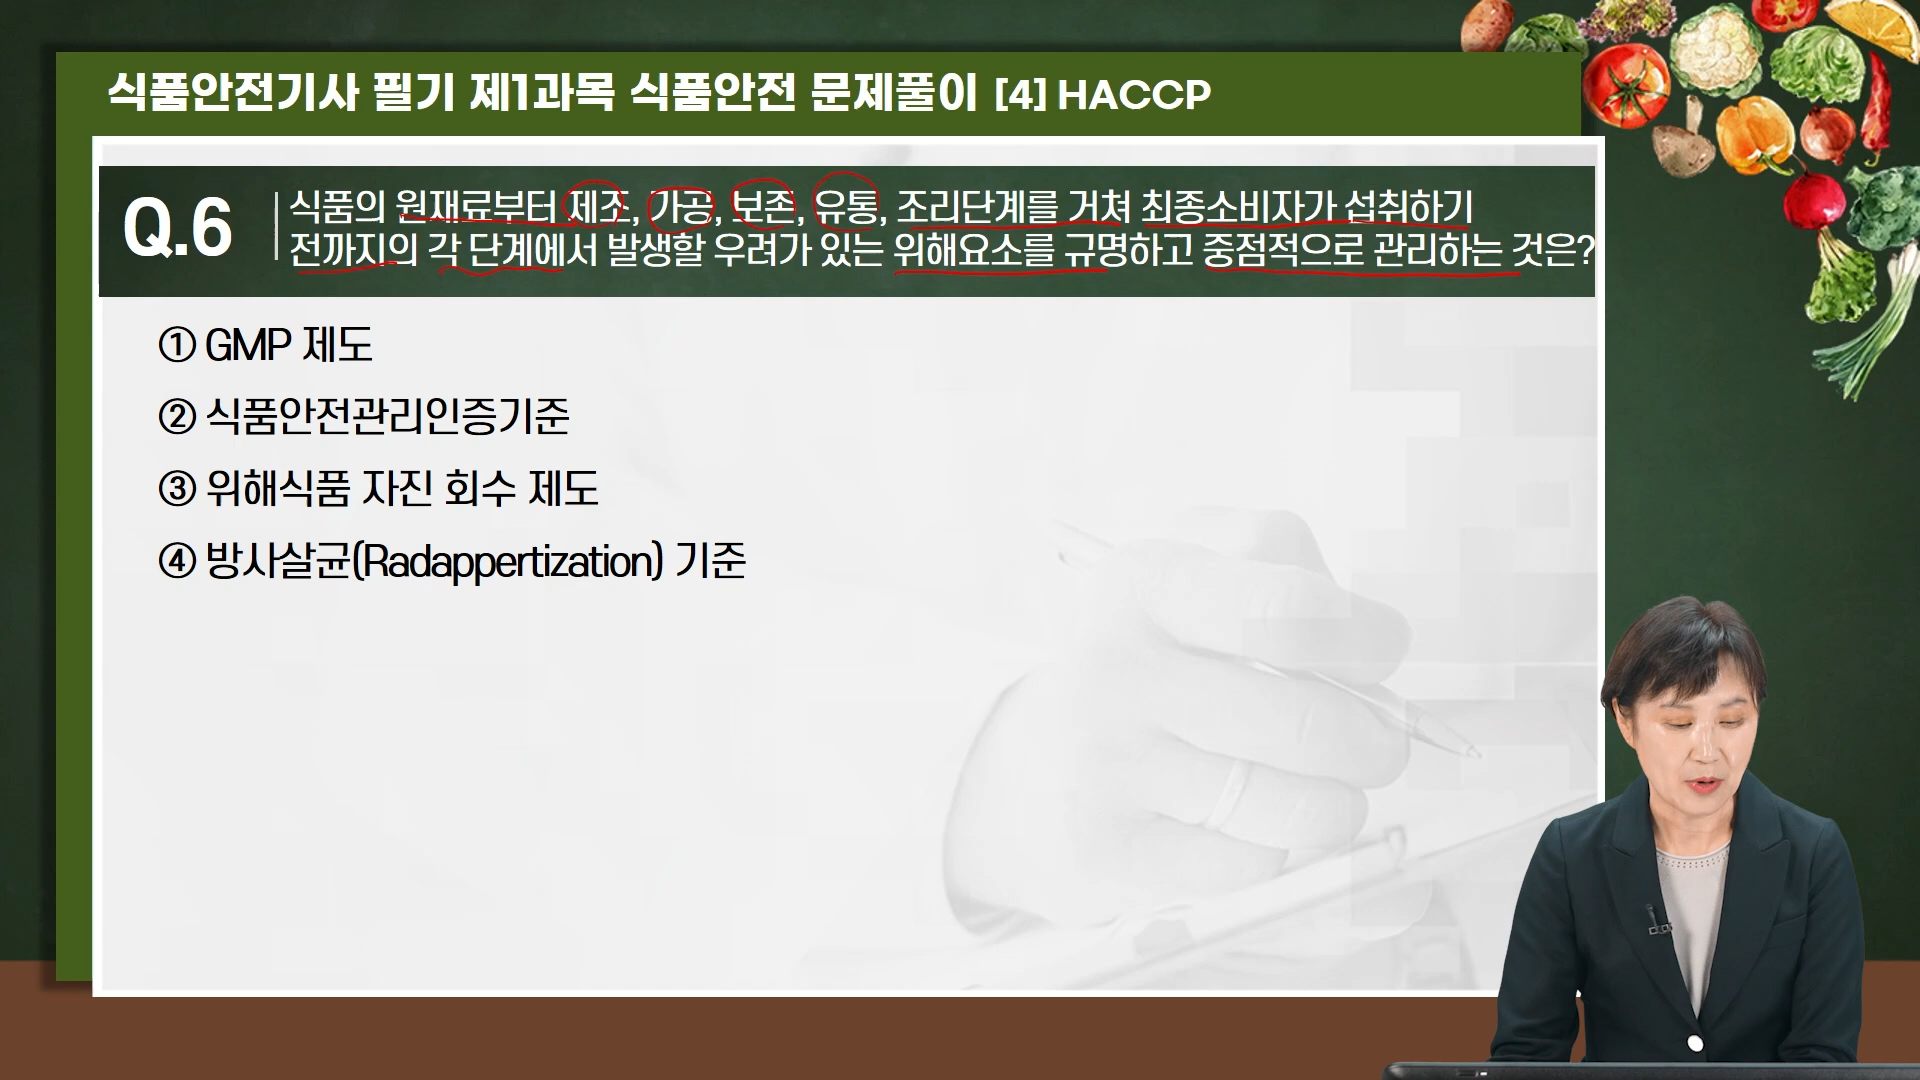 식품안전기사 필기 제1과목 식품안전 문제풀이 [4] HACCP
Q.6
식품의 원재료부터 제조, 가공, 보존, 유통, 조리단계를 거쳐 최종소비자가 섭취하기
전까지의 각 단계에서 발생할 우려가 있는 위해요소를 규명하고 중점적으로 관리하는 것은?
① GMP 제도
② 식품안전관리인증기준
③ 위해식품 자진 회수 제도
④ 방사살균(Radappertization) 기준